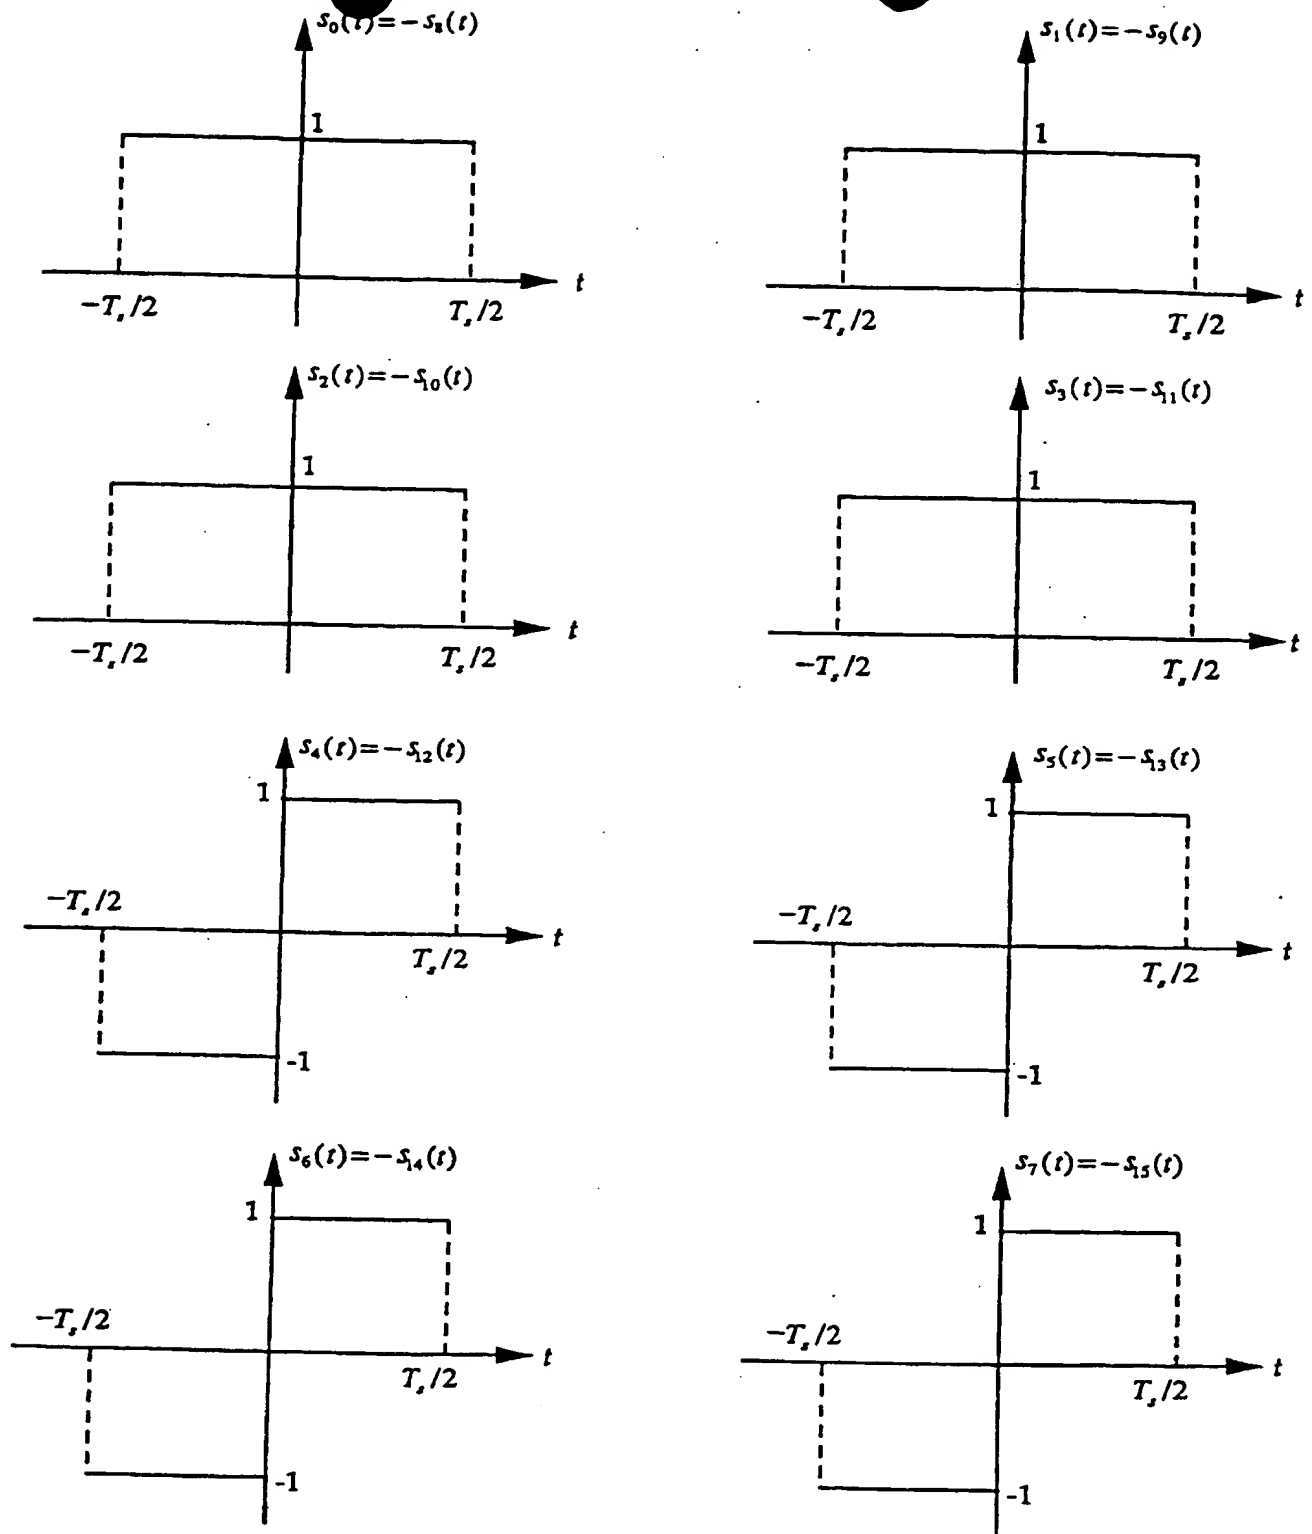 s₀(t)=−s₈(t)
1
−Tₛ/2
Tₛ/2
t
s₁(t)=−s₉(t)
1
−Tₛ/2
Tₛ/2
t
s₂(t)=−s₁₀(t)
1
−Tₛ/2
Tₛ/2
t
s₃(t)=−s₁₁(t)
1
−Tₛ/2
Tₛ/2
t
s₄(t)=−s₁₂(t)
1
−Tₛ/2
Tₛ/2
t
-1
s₅(t)=−s₁₃(t)
1
−Tₛ/2
Tₛ/2
t
-1
s₆(t)=−s₁₄(t)
1
−Tₛ/2
Tₛ/2
t
-1
s₇(t)=−s₁₅(t)
1
−Tₛ/2
Tₛ/2
t
-1